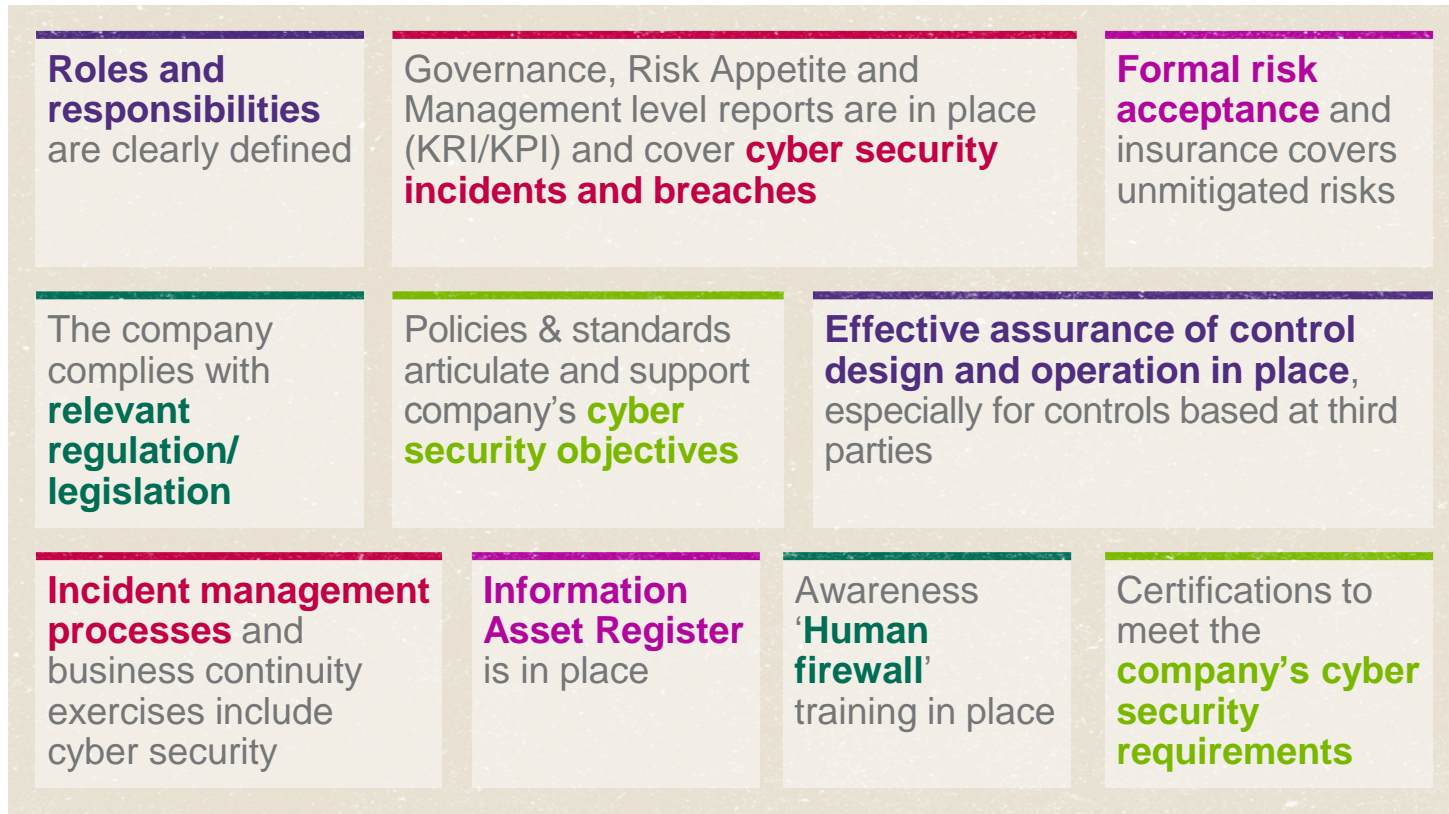 Roles and
responsibilities
are clearly defined
Governance, Risk Appetite and
Management level reports are in place
(KRI/KPI) and cover cyber security
incidents and breaches
Formal risk
acceptance and
insurance covers
unmitigated risks
The company
complies with
relevant
regulation/
legislation
Policies & standards
articulate and support
company’s cyber
security objectives
Effective assurance of control
design and operation in place,
especially for controls based at third
parties
Incident management
processes and
business continuity
exercises include
cyber security
Information
Asset Register
is in place
Awareness
‘Human
firewall’
training in place
Certifications to
meet the
company’s cyber
security
requirements